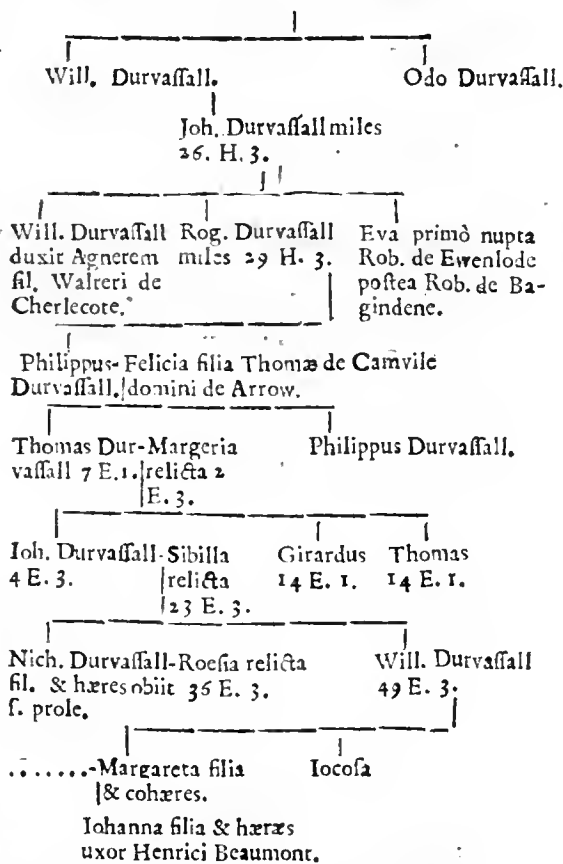 Will. Durvaſſall. Odo Durvaſſall.
Joh. Durvaſſall miles
26. H. 3.
Will. Durvaſſall Rog. Durvaſſall Eva primò nupta
duxit Agnerem miles 29 H. 3. Rob. de Ewenlode
fil. Walreri de poſtea Rob. de Ba-
Cherlecote. gindene.
Philippus-Felicia filia Thomæ de Camvile
Durvaſſall. domini de Arrow.
Thomas Dur-Margeria Philippus Durvaſſall.
vaſſall 7 E. 1. relicta 2
E. 3.
Ioh. Durvaſſall-Sibilla Girardus Thomas
4 E. 3. relicta 14 E. 1. 14 E. 1.
23 E. 3.
Nich. Durvaſſall-Roeſia relicta Will. Durvaſſall
fil. & hæres obiit 36 E. 3. 49 E. 3.
ſ. prole.
........-Margareta filia Iocoſa
& cohæres.
Iohanna filia & hæræs
uxor Henrici Beaumont.